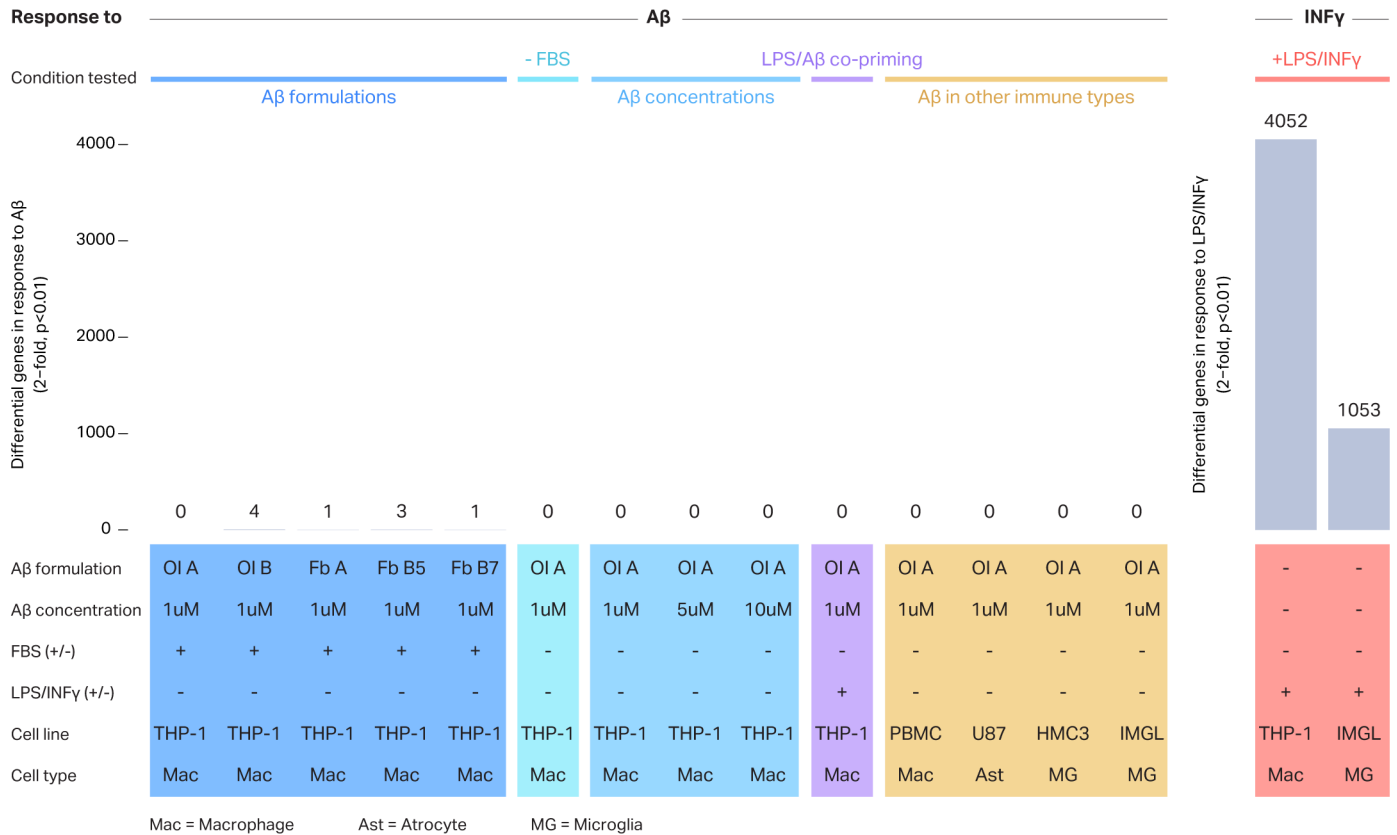 Response to Aβ INFγ
- FBS LPS/Aβ co-priming +LPS/INFγ
Condition tested
Aβ formulations Aβ concentrations Aβ in other immune types
Differential genes in response to Aβ
(2−fold, p<0.01)
4000
3000
2000
1000
0
0 4 1 3 1 0 0 0 0 0 0 0 0 0
Differential genes in response to LPS/INFγ
(2−fold, p<0.01)
4052
1053
Aβ formulation Ol A Ol B Fb A Fb B5 Fb B7 Ol A Ol A Ol A Ol A Ol A Ol A Ol A Ol A Ol A - -
Aβ concentration 1uM 1uM 1uM 1uM 1uM 1uM 1uM 5uM 10uM 1uM 1uM 1uM 1uM 1uM - -
FBS (+/-) + + + + + - - - - - - - - - - -
LPS/INFγ (+/-) - - - - - - - - - + - - - - + +
Cell line THP-1 THP-1 THP-1 THP-1 THP-1 THP-1 THP-1 THP-1 THP-1 THP-1 PBMC U87 HMC3 IMGL THP-1 IMGL
Cell type Mac Mac Mac Mac Mac Mac Mac Mac Mac Mac Mac Ast MG MG Mac MG
Mac = Macrophage Ast = Atrocyte MG = Microglia